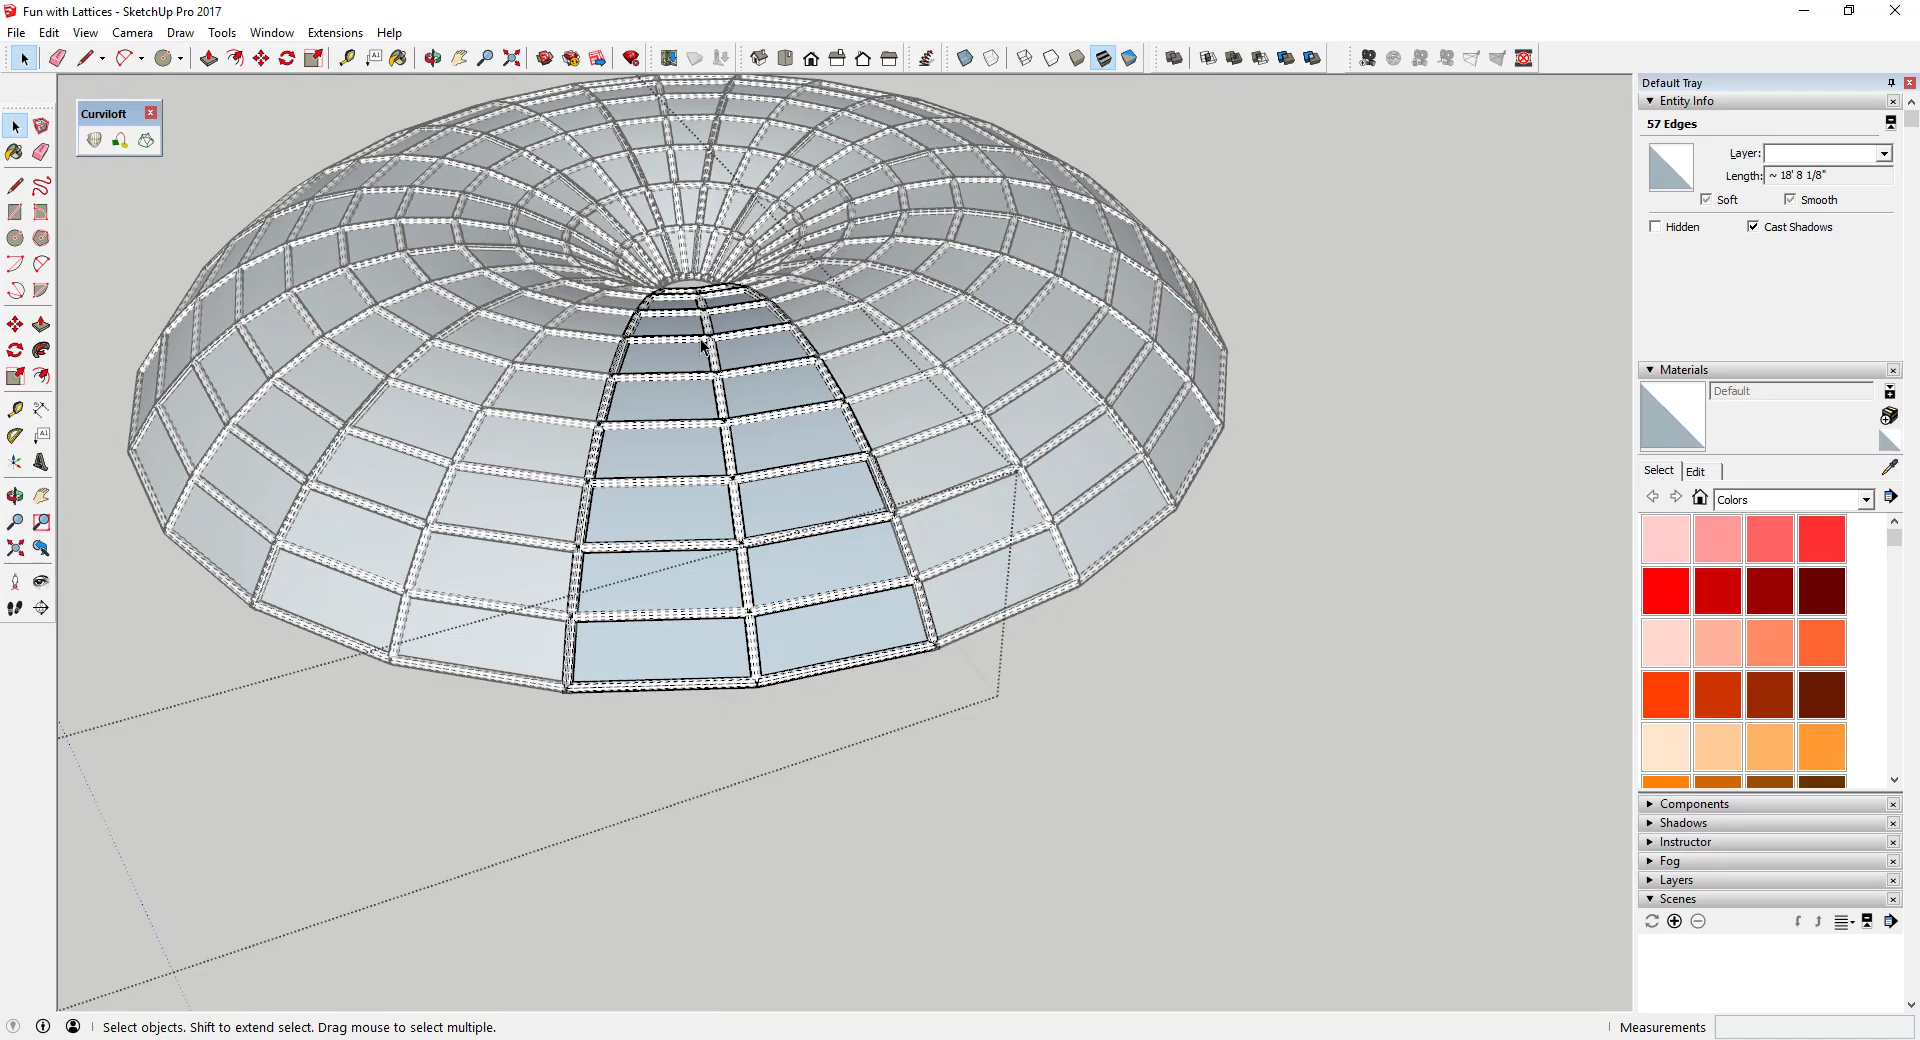 Fun with Lattices - SketchUp Pro 2017
File Edit View Camera Draw Tools Window Extensions Help
A1
Curviloft
A1
Default Tray
Entity Info
57 Edges
Layer:
Length: ~ 18' 8 1/8"
Soft Smooth
Hidden Cast Shadows
Materials
Default
Select Edit
Colors
Components
Shadows
Instructor
Fog
Layers
Scenes
Select objects. Shift to extend select. Drag mouse to select multiple.
Measurements